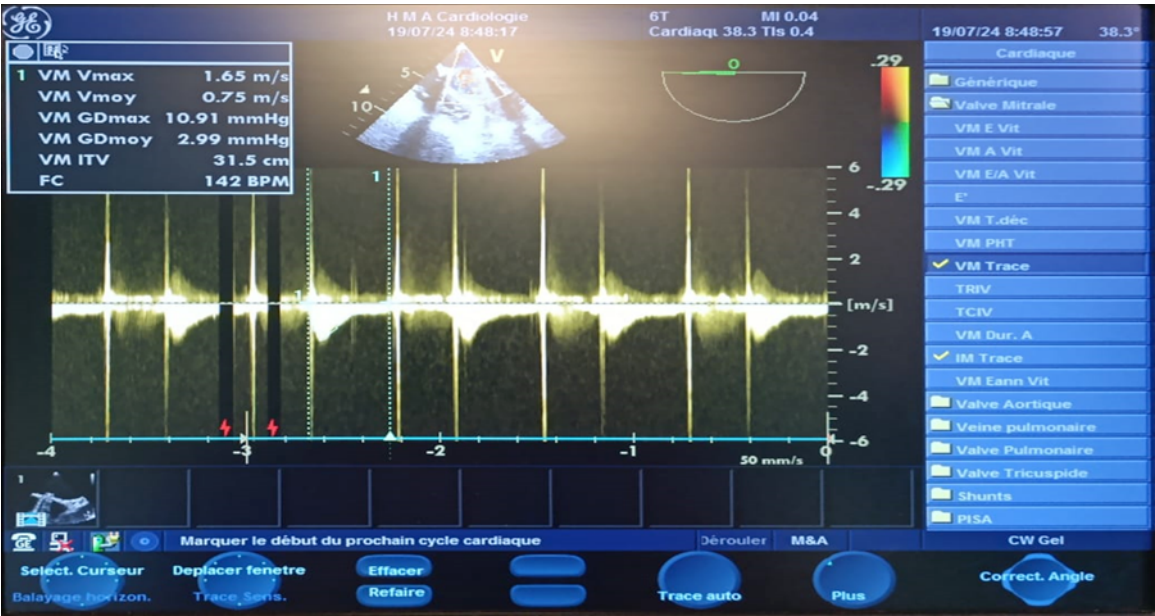 H M A Cardiologie
19/07/24 8:48:17
6T MI 0.04
Cardiaqu 38.3 TIs 0.4
19/07/24 8:48:57 38.3°
1 VM Vmax 1.65 m/s
VM Vmoy 0.75 m/s
VM GDmax 10.91 mmHg
VM GDmoy 2.99 mmHg
VM ITV 31.5 cm
FC 142 BPM
V
5
10
0
.29
-.29
1
1
6
4
2
[m/s]
-2
-4
-6
-4
-3
-2
-1
0
50 mm/s
Cardiaque
Générique
Valve Mitrale
VM E Vit
VM A Vit
VM E/A Vit
E'
VM T.déc
VM PHT
VM Trace
TRIV
TCIV
VM Dur. A
IM Trace
VM Eann Vit
Valve Aortique
Veine pulmonaire
Valve Pulmonaire
Valve Tricuspide
Shunts
PISA
1
Marquer le début du prochain cycle cardiaque
Dérouler M&A
CW Gel
Select. Curseur
Balayage horizon.
Deplacer fenetre
Trace Sens.
Effacer
Refaire
Trace auto
Plus
Correct. Angle